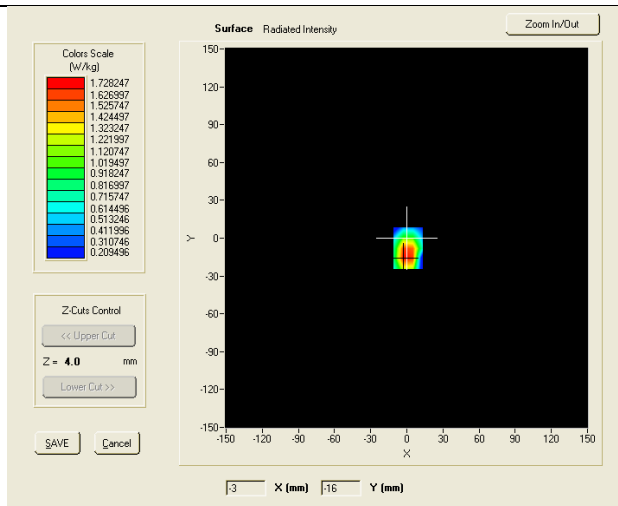 Surface Radiated Intensity
Zoom In/Out
Colors Scale
(W/kg)
1.728247
1.626997
1.525747
1.424497
1.323247
1.221997
1.120747
1.019497
0.918247
0.816997
0.715747
0.614496
0.513246
0.411996
0.310746
0.209496
Z-Cuts Control
<< Upper Cut
Z = 4.0 mm
Lower Cut >>
SAVE
Cancel
150
120
90
60
30
0
-30
-60
-90
-120
-150
Y
-150 -120 -90 -60 -30 0 30 60 90 120 150
X
-3 X (mm) -16 Y (mm)